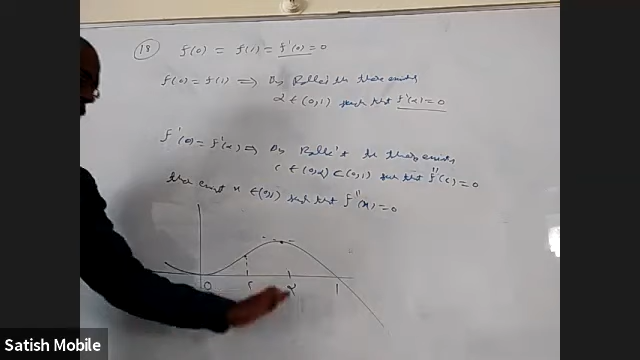 18 f(0) = f(1) = f'(0) = 0
f(0) = f(1) ⟹ By Rolle's th there exists
α ∈ (0,1) such that f'(α) = 0
f'(0) = f'(α) ⟹ By Rolle's th there exists
c ∈ (0,α) ⊂ (0,1) such that f''(c) = 0
there exist x ∈ (0,1) such that f''(x) = 0
0 c α 1
Satish Mobile